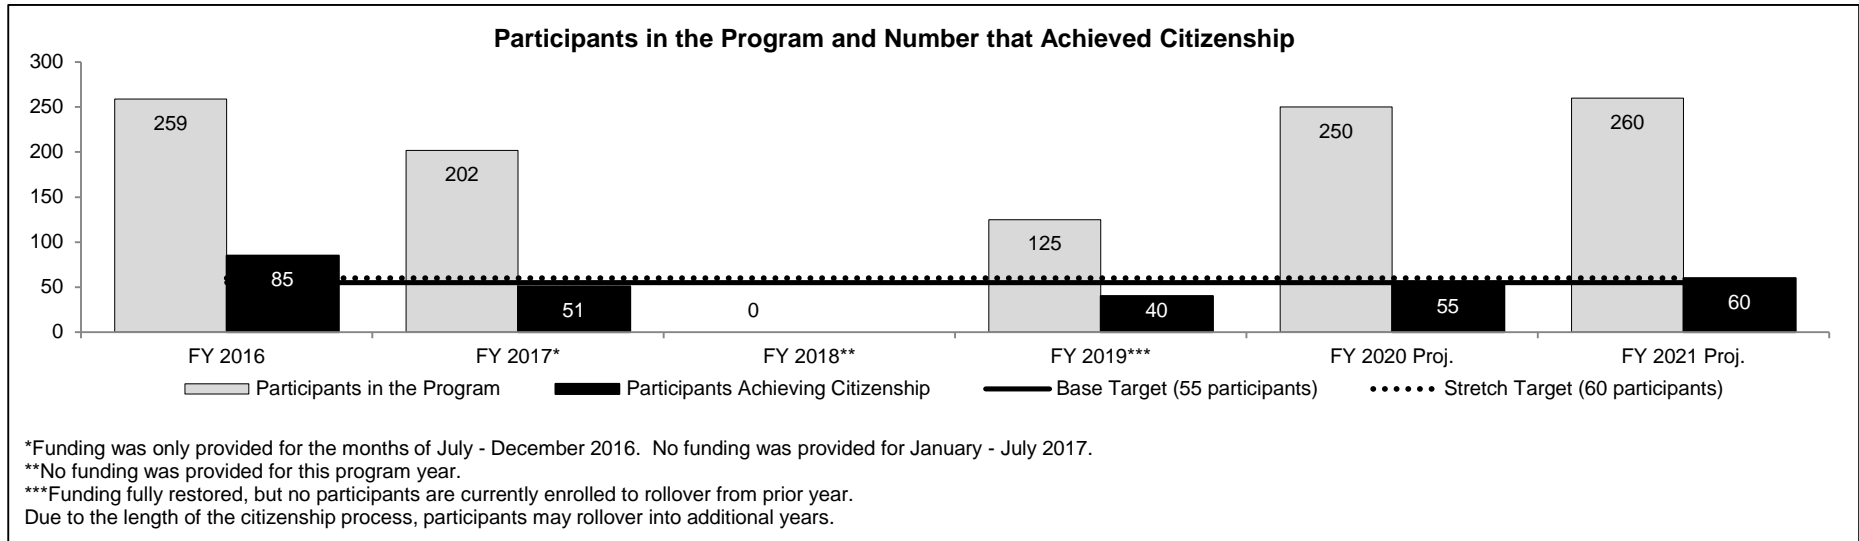 Participants in the Program and Number that Achieved Citizenship
300
250
200
150
100
50
0
259
85
202
51
0
125
40
250
55
260
60
FY 2016
FY 2017*
FY 2018**
FY 2019***
FY 2020 Proj.
FY 2021 Proj.
Participants in the Program
Participants Achieving Citizenship
Base Target (55 participants)
Stretch Target (60 participants)
*Funding was only provided for the months of July - December 2016.  No funding was provided for January - July 2017.
**No funding was provided for this program year.
***Funding fully restored, but no participants are currently enrolled to rollover from prior year.
Due to the length of the citizenship process, participants may rollover into additional years.